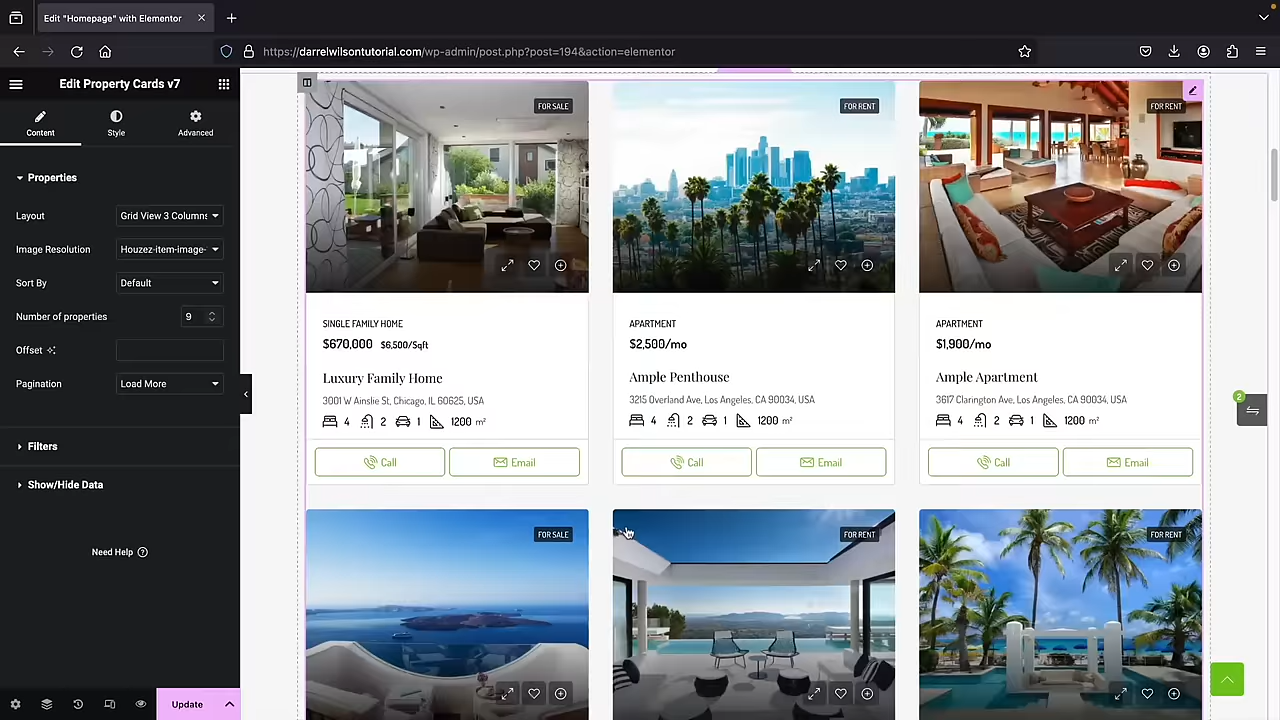 Edit "Homepage" with Elementor
https://darrelwilsontutorial.com/wp-admin/post.php?post=194&action=elementor
Edit Property Cards v7
Content
Style
Advanced
Properties
Layout
Grid View 3 Columns
Image Resolution
Houzez-item-image-
Sort By
Default
Number of properties
9
Offset
Pagination
Load More
Filters
Show/Hide Data
Need Help
Update
FOR SALE
SINGLE FAMILY HOME
$670,000 $6,500/Sqft
Luxury Family Home
3001 W Ainslie St, Chicago, IL 60625, USA
4 2 1 1200 m²
Call
Email
FOR RENT
APARTMENT
$2,500/mo
Ample Penthouse
3215 Overland Ave, Los Angeles, CA 90034, USA
4 2 1 1200 m²
Call
Email
FOR RENT
APARTMENT
$1,900/mo
Ample Apartment
3617 Clarington Ave, Los Angeles, CA 90034, USA
4 2 1 1200 m²
Call
Email
FOR SALE
FOR RENT
FOR RENT
2